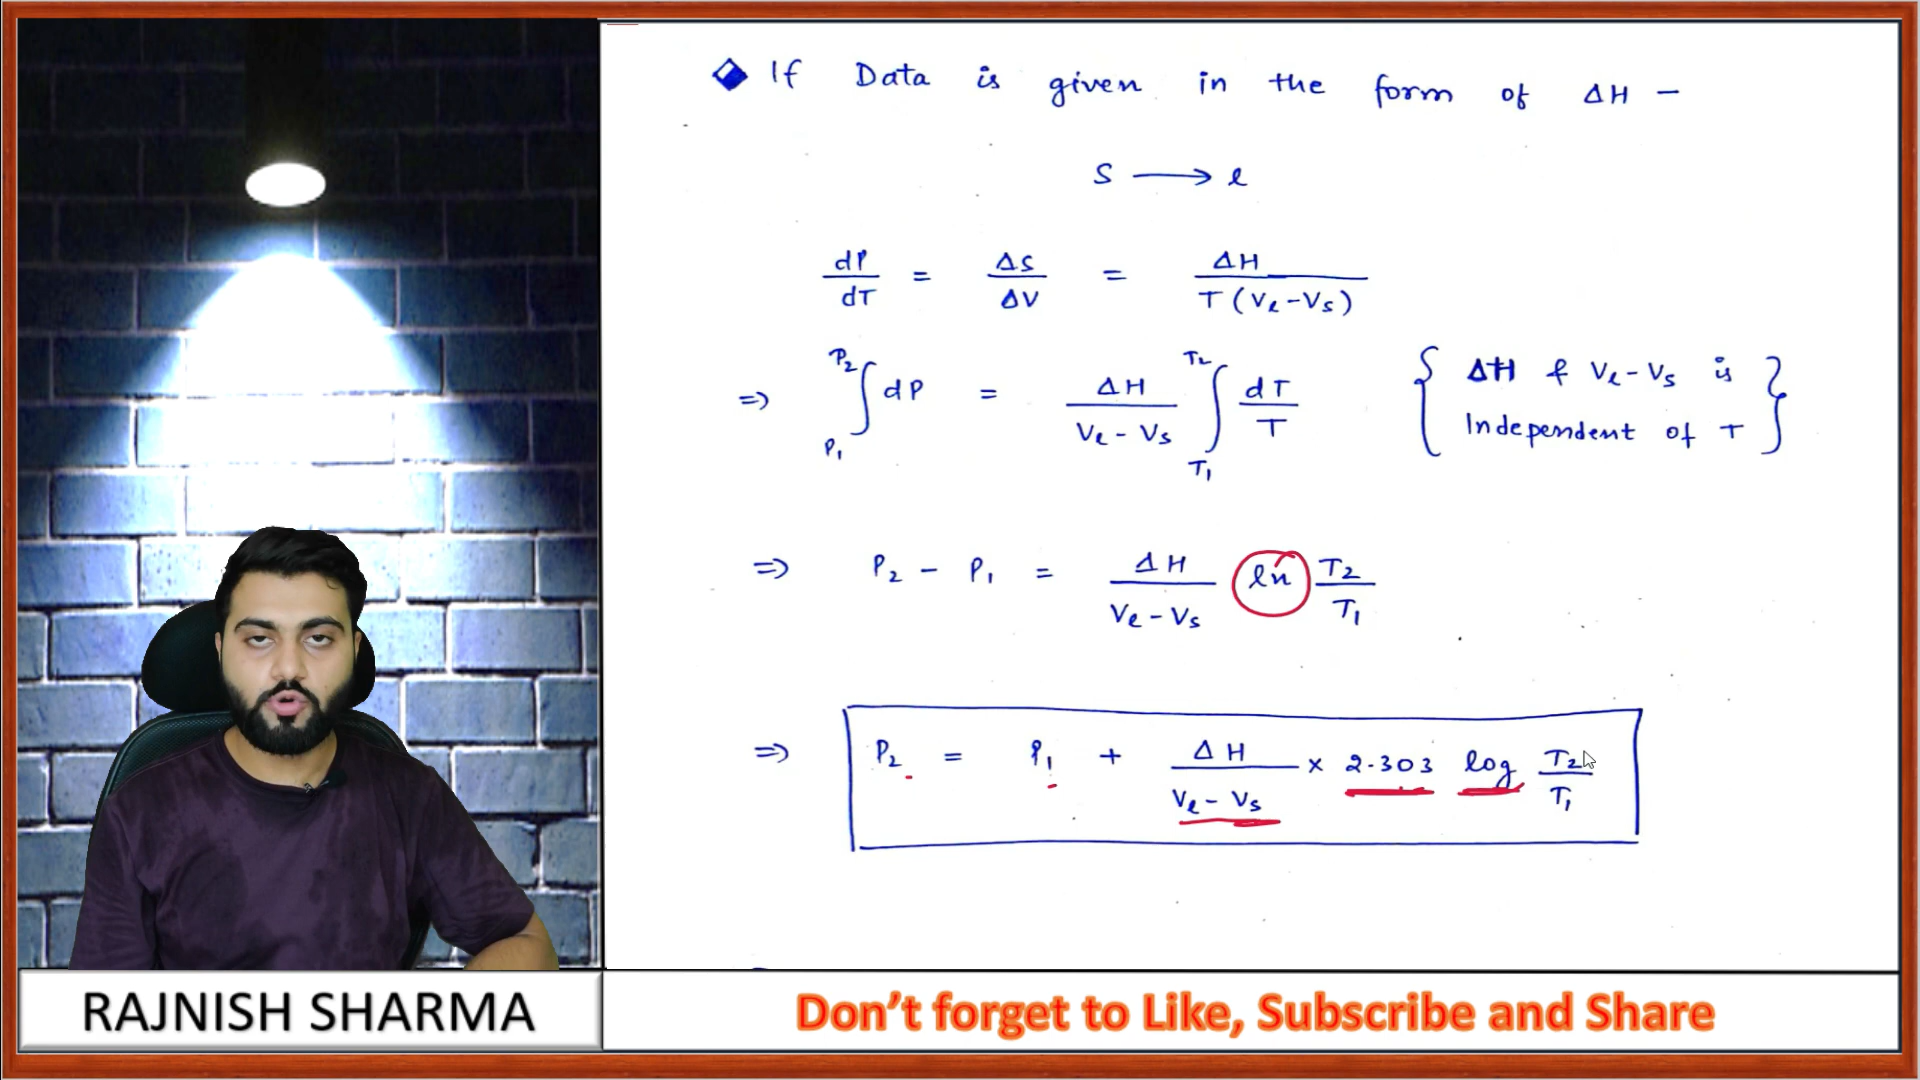 If Data is given in the form of ΔH –
S ⟶ l
dP/dT = ΔS/ΔV = ΔH/T(Vl-Vs)
⇒ P2 ∫ P1 dP = ΔH/Vl-Vs T2 ∫ T1 dT/T { ΔH & Vl-Vs is
Independent of T }
⇒ P2 - P1 = ΔH/Vl-Vs ln T2/T1
⇒ P2 = P1 + ΔH/Vl-Vs × 2.303 log T2/T1
RAJNISH SHARMA
Don't forget to Like, Subscribe and Share